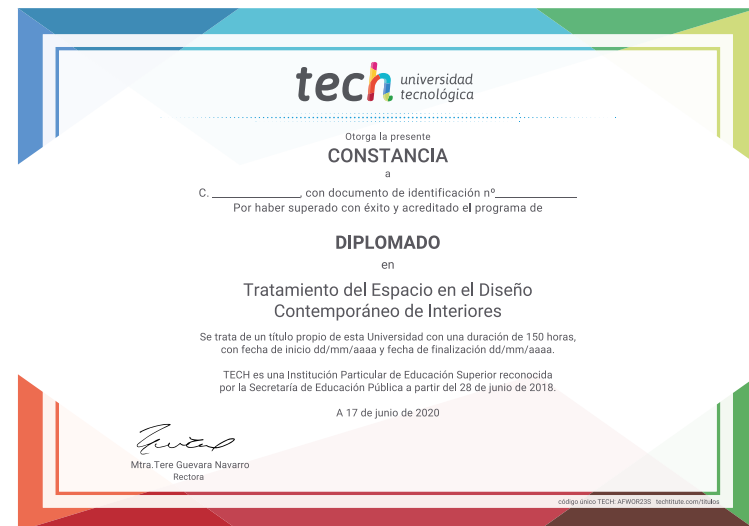 tech universidad
tecnológica
Otorga la presente
CONSTANCIA
a
C. ______________, con documento de identificación nº______________
Por haber superado con éxito y acreditado el programa de
DIPLOMADO
en
Tratamiento del Espacio en el Diseño
Contemporáneo de Interiores
Se trata de un título propio de esta Universidad con una duración de 150 horas,
con fecha de inicio dd/mm/aaaa y fecha de finalización dd/mm/aaaa.
TECH es una Institución Particular de Educación Superior reconocida
por la Secretaría de Educación Pública a partir del 28 de junio de 2018.
A 17 de junio de 2020
Mtra.Tere Guevara Navarro
Rectora
código único TECH: AFWOR23S techtitute.com/titulos